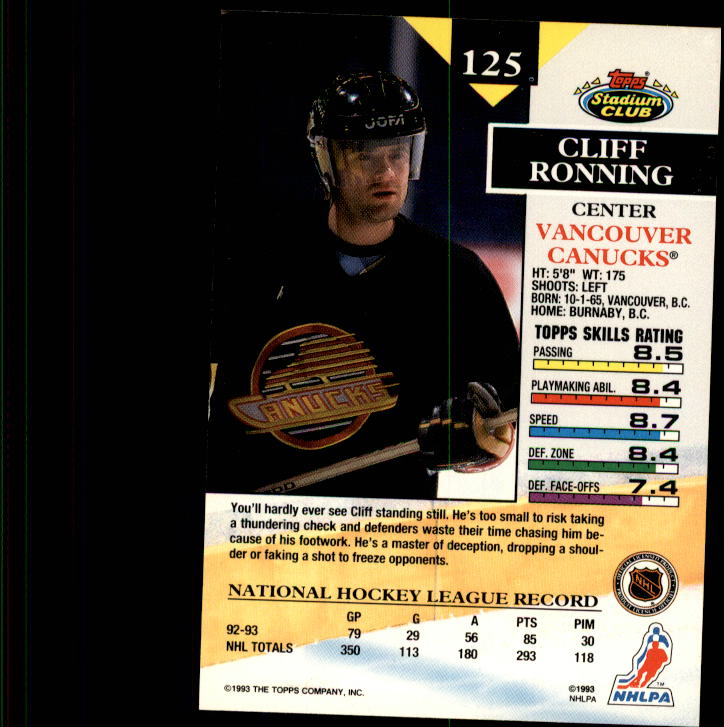 125
Topps
Stadium
CLUB
CLIFF
RONNING
CENTER
VANCOUVER
CANUCKS®
HT: 5'8" WT: 175
SHOOTS: LEFT
BORN: 10-1-65, VANCOUVER, B.C.
HOME: BURNABY, B.C.
TOPPS SKILLS RATING
PASSING 8.5
PLAYMAKING ABIL. 8.4
SPEED 8.7
DEF. ZONE 8.4
DEF. FACE-OFFS 7.4
JOFA
CANUCKS
You'll hardly ever see Cliff standing still. He's too small to risk taking
a thundering check and defenders waste their time chasing him be-
cause of his footwork. He's a master of deception, dropping a shoul-
der or faking a shot to freeze opponents.
NATIONAL HOCKEY LEAGUE RECORD
GP G A PTS PIM
92-93 79 29 56 85 30
NHL TOTALS 350 113 180 293 118
NHL
©1993 THE TOPPS COMPANY, INC.
©1993
NHLPA
NHLPA
TM